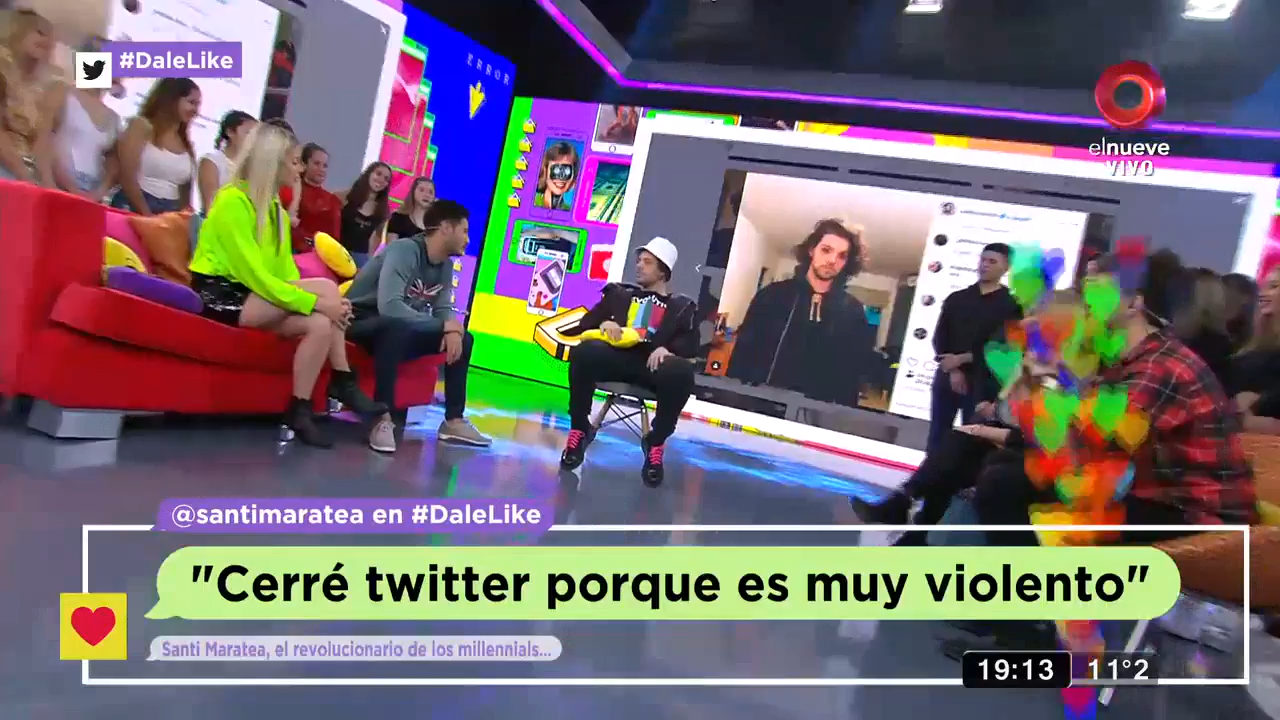 #DaleLike
ERROR
elnueve
VIVO
@santimaratea en #DaleLike
"Cerré twitter porque es muy violento"
Santi Maratea, el revolucionario de los millennials...
19:13 11°2